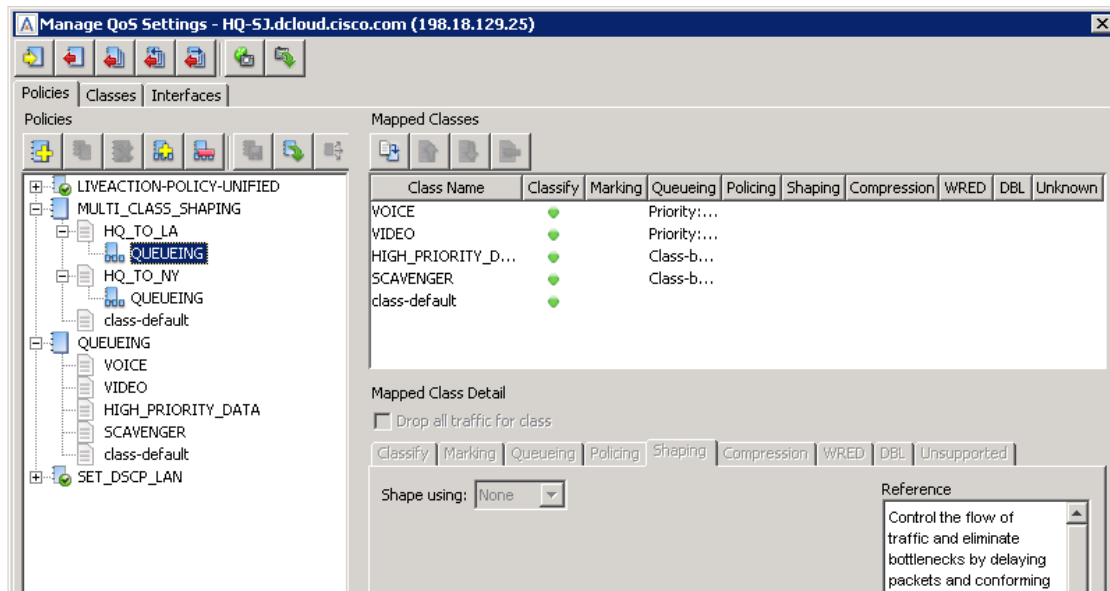 Manage QoS Settings - HQ-SJ.dcloud.cisco.com (198.18.129.25)
Policies Classes Interfaces
Policies
LIVEACTION-POLICY-UNIFIED
MULTI_CLASS_SHAPING
HQ_TO_LA
QUEUEING
HQ_TO_NY
QUEUEING
class-default
QUEUEING
VOICE
VIDEO
HIGH_PRIORITY_DATA
SCAVENGER
class-default
SET_DSCP_LAN
Mapped Classes
Class Name Classify Marking Queueing Policing Shaping Compression WRED DBL Unknown
VOICE Priority:...
VIDEO Priority:...
HIGH_PRIORITY_D... Class-b...
SCAVENGER Class-b...
class-default
Mapped Class Detail
Drop all traffic for class
Classify Marking Queueing Policing Shaping Compression WRED DBL Unsupported
Shape using: None
Reference
Control the flow of
traffic and eliminate
bottlenecks by delaying
packets and conforming